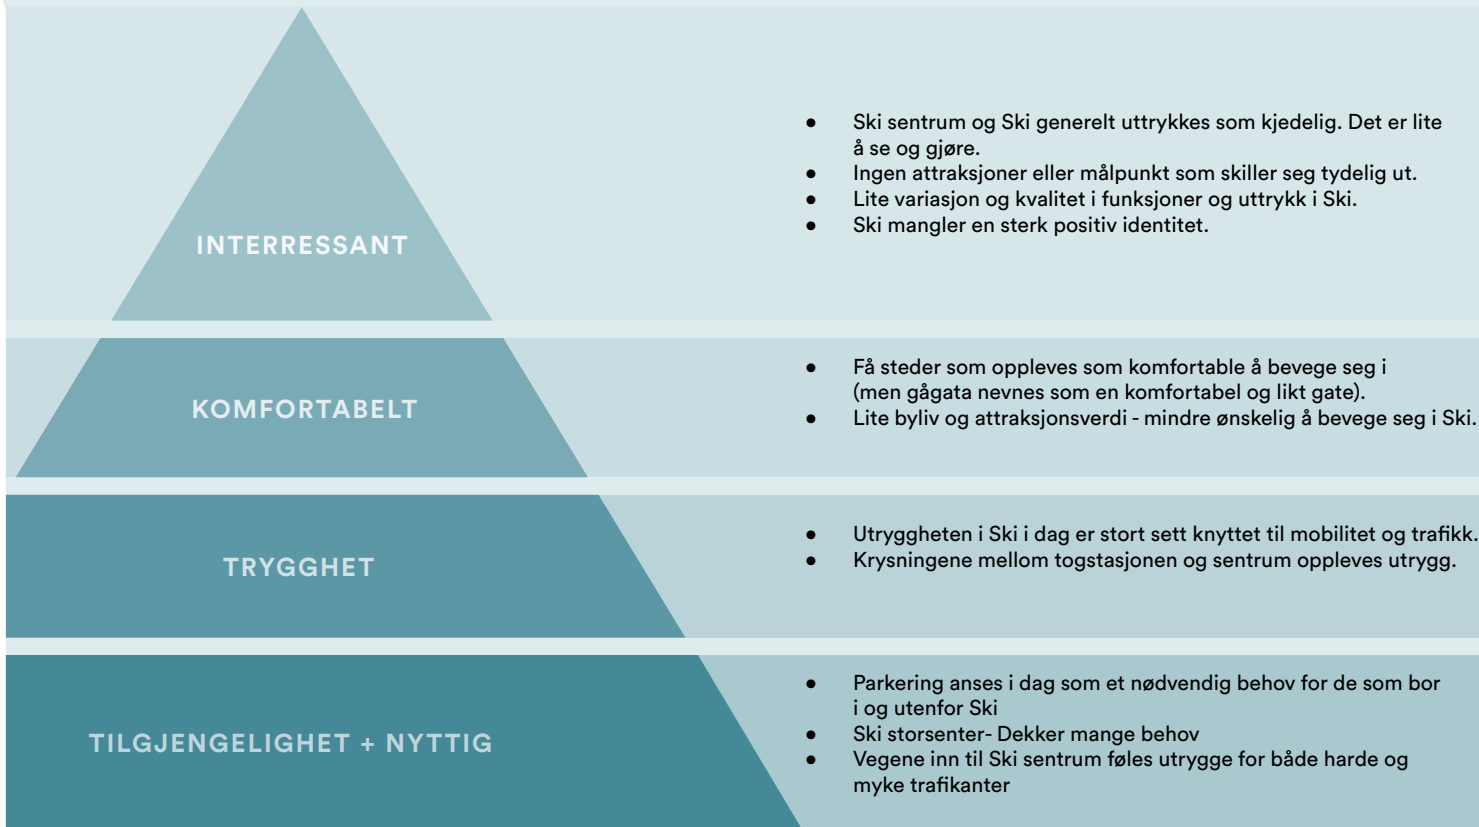 INTERRESSANT
● Ski sentrum og Ski generelt uttrykkes som kjedelig. Det er lite
å se og gjøre.
● Ingen attraksjoner eller målpunkt som skiller seg tydelig ut.
● Lite variasjon og kvalitet i funksjoner og uttrykk i Ski.
● Ski mangler en sterk positiv identitet.
KOMFORTABELT
● Få steder som oppleves som komfortable å bevege seg i
(men gågata nevnes som en komfortabel og likt gate).
● Lite byliv og attraksjonsverdi - mindre ønskelig å bevege seg i Ski.
TRYGGHET
● Utryggheten i Ski i dag er stort sett knyttet til mobilitet og trafikk.
● Krysningene mellom togstasjonen og sentrum oppleves utrygg.
TILGJENGELIGHET + NYTTIG
● Parkering anses i dag som et nødvendig behov for de som bor
i og utenfor Ski
● Ski storsenter- Dekker mange behov
● Vegene inn til Ski sentrum føles utrygge for både harde og
myke trafikanter